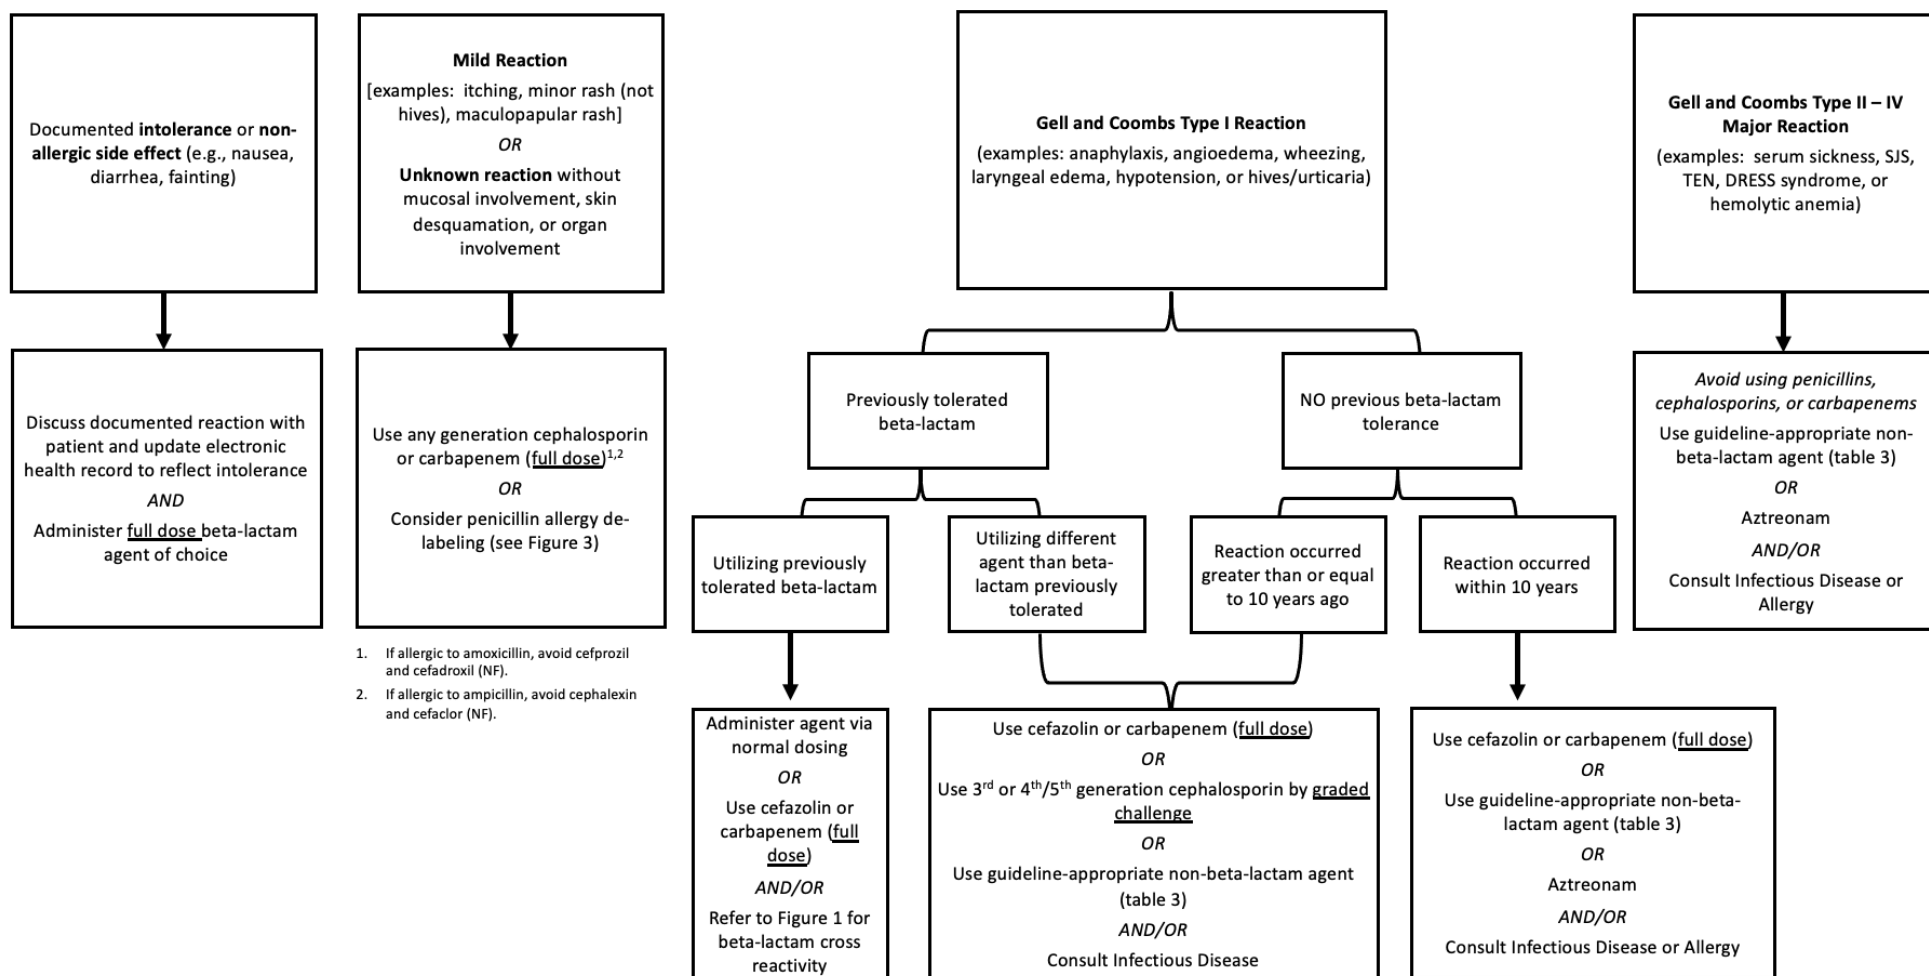 Documented intolerance or non-
allergic side effect (e.g., nausea,
diarrhea, fainting)
Mild Reaction
[examples:  itching, minor rash (not
hives), maculopapular rash]
OR
Unknown reaction without
mucosal involvement, skin
desquamation, or organ
involvement
Gell and Coombs Type I Reaction
(examples: anaphylaxis, angioedema, wheezing,
laryngeal edema, hypotension, or hives/urticaria)
Gell and Coombs Type II – IV
Major Reaction
(examples:  serum sickness, SJS,
TEN, DRESS syndrome, or
hemolytic anemia)
Discuss documented reaction with
patient and update electronic
health record to reflect intolerance
AND
Administer full dose beta-lactam
agent of choice
Use any generation cephalosporin
or carbapenem (full dose)1,2
OR
Consider penicillin allergy de-
labeling (see Figure 3)
1. If allergic to amoxicillin, avoid cefprozil
and cefadroxil (NF).
2. If allergic to ampicillin, avoid cephalexin
and cefaclor (NF).
Previously tolerated
beta-lactam
NO previous beta-lactam
tolerance
Avoid using penicillins,
cephalosporins, or carbapenems
Use guideline-appropriate non-
beta-lactam agent (table 3)
OR
Aztreonam
AND/OR
Consult Infectious Disease or
Allergy
Utilizing previously
tolerated beta-lactam
Utilizing different
agent than beta-
lactam previously
tolerated
Reaction occurred
greater than or equal
to 10 years ago
Reaction occurred
within 10 years
Administer agent via
normal dosing
OR
Use cefazolin or
carbapenem (full
dose)
AND/OR
Refer to Figure 1 for
beta-lactam cross
reactivity
Use cefazolin or carbapenem (full dose)
OR
Use 3rd or 4th/5th generation cephalosporin by graded
challenge
OR
Use guideline-appropriate non-beta-lactam agent
(table 3)
AND/OR
Consult Infectious Disease
Use cefazolin or carbapenem (full dose)
OR
Use guideline-appropriate non-beta-
lactam agent (table 3)
OR
Aztreonam
AND/OR
Consult Infectious Disease or Allergy